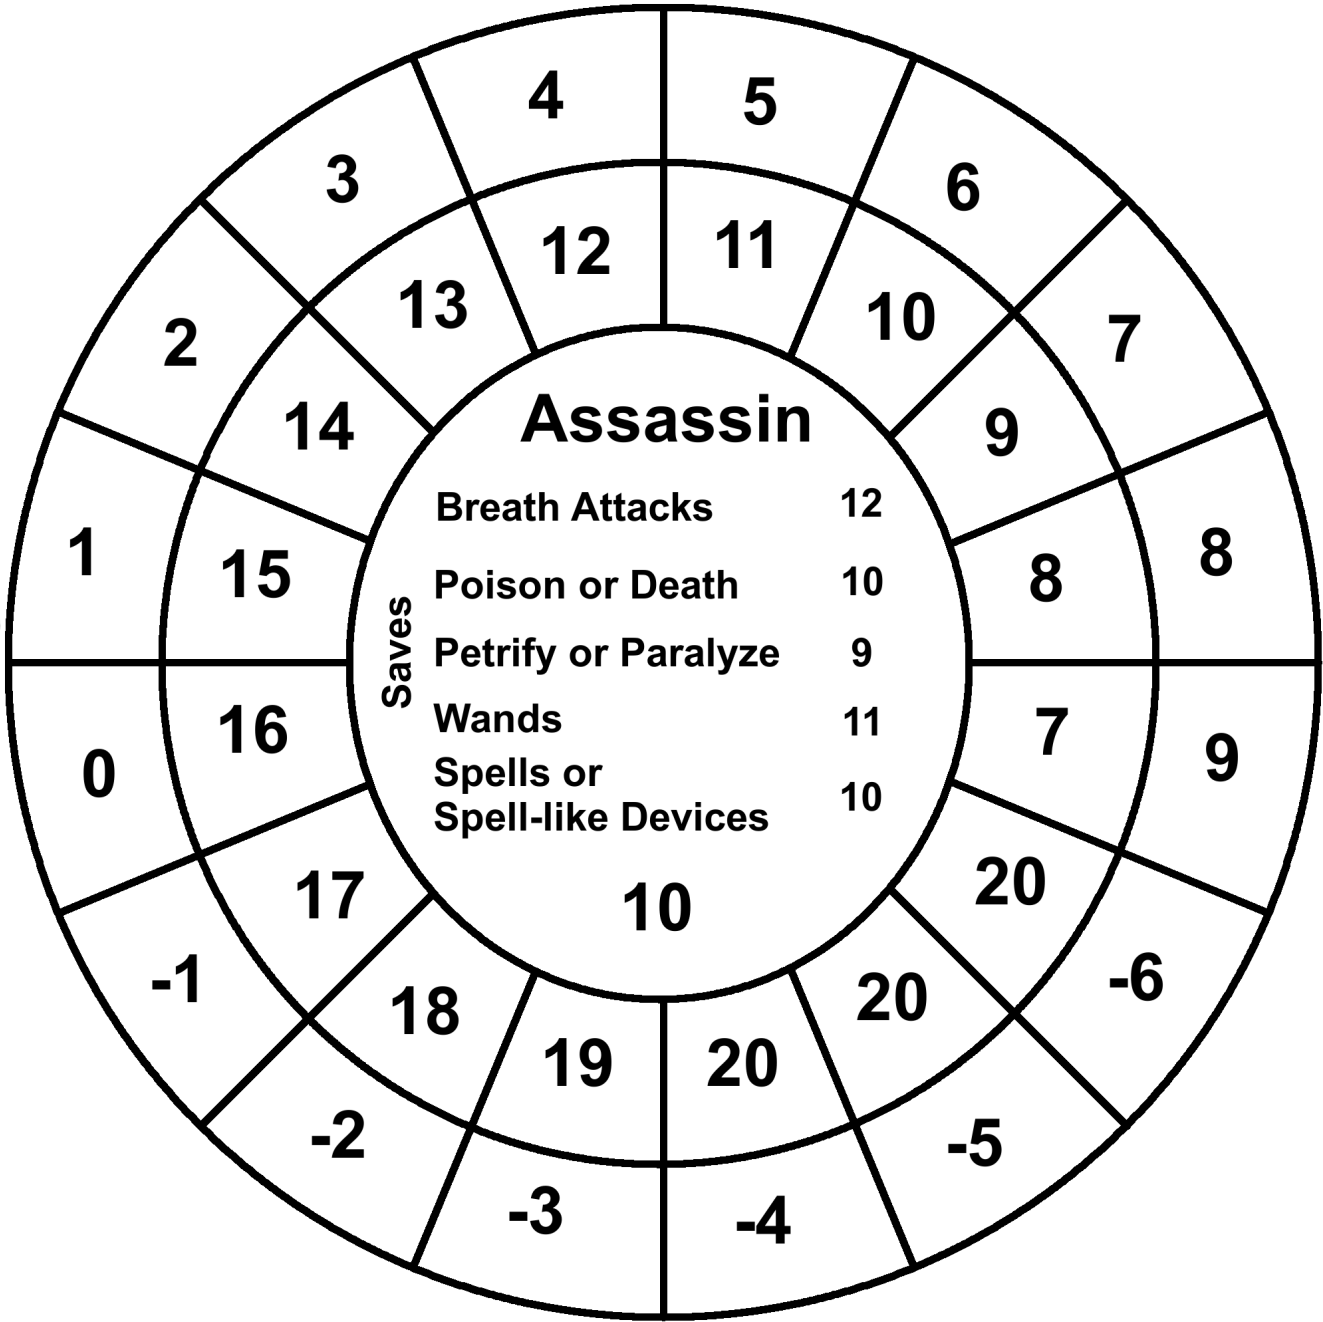 4 5
3 6
12 11
13 10
2 7
14 9
Assassin
Breath Attacks 12
1 8
15 8
Poison or Death 10
Saves
Petrify or Paralyze 9
Wands 11
16 7
0 9
Spells or
Spell-like Devices 10
17 20
10
-1 -6
18 20
19 20
-2 -5
-3 -4